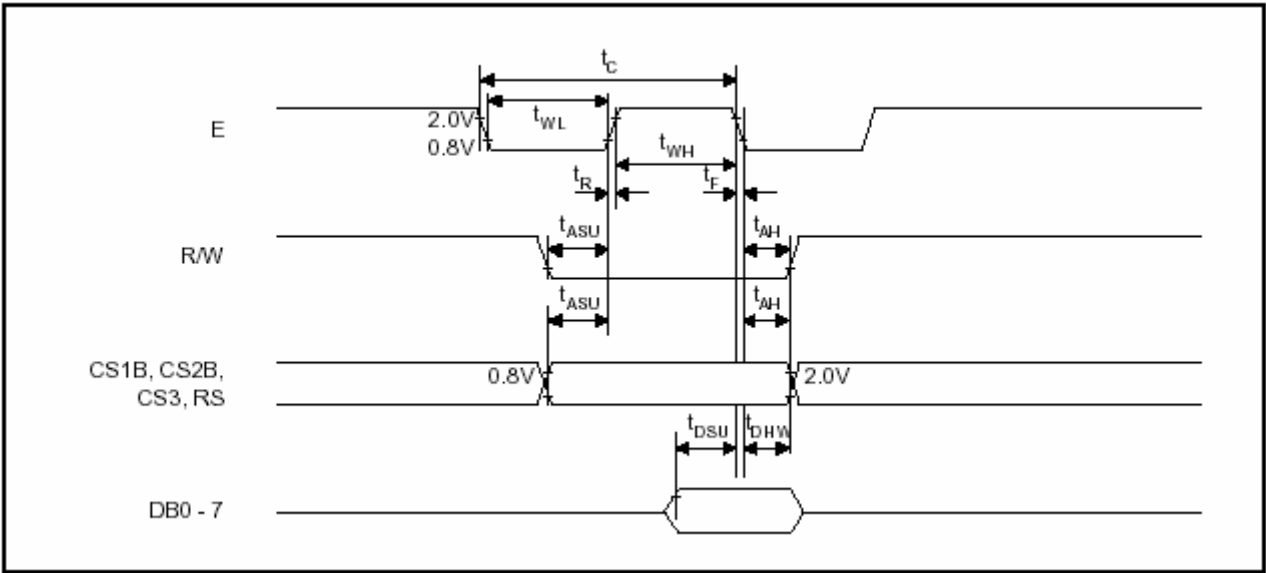 tC
E
2.0V
tWL
0.8V
tWH
tR
tF
tASU
tAH
R/W
tASU
tAH
CS1B, CS2B,
0.8V
2.0V
CS3, RS
tDSU
tDHW
DB0 - 7